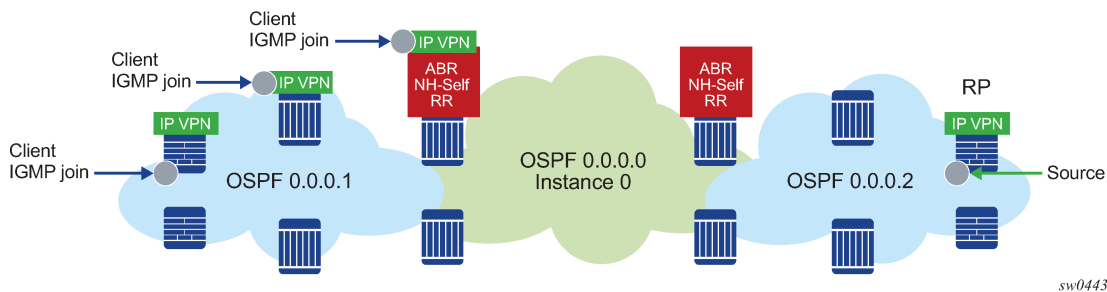 Client
IGMP join
IP VPN
Client
IGMP join
IP VPN
ABR
NH-Self
RR
ABR
NH-Self
RR
RP
IP VPN
IP VPN
Client
IGMP join
OSPF 0.0.0.1
OSPF 0.0.0.0
Instance 0
OSPF 0.0.0.2
Source
sw0443